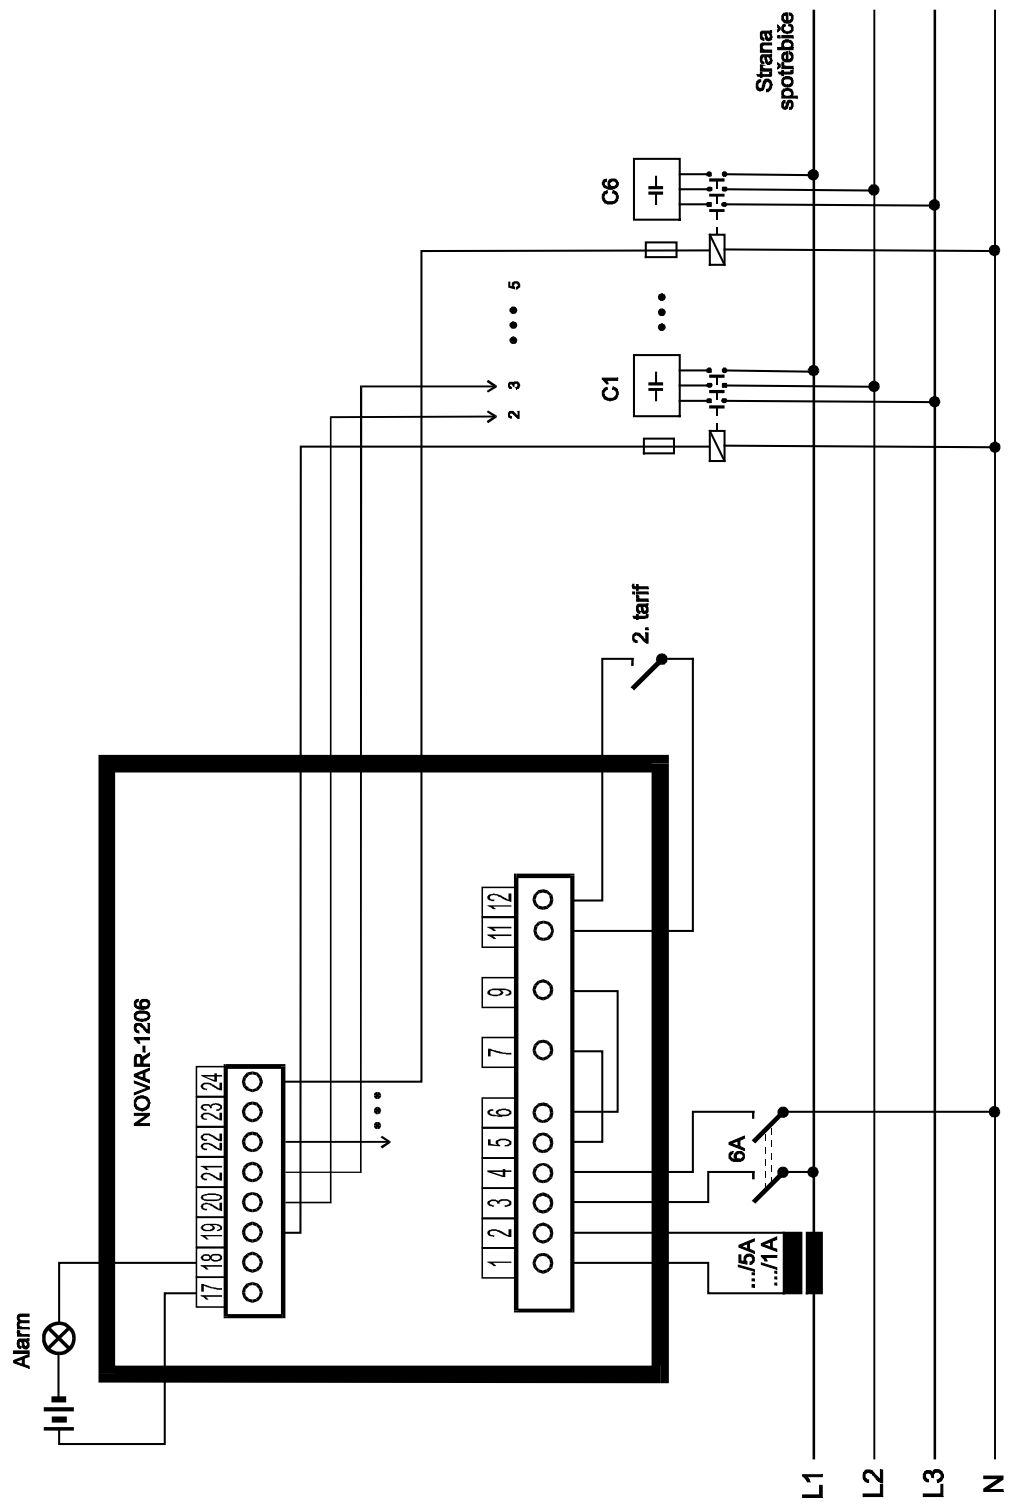 Alarm
NOVAR-1206
17 18 19 20 21 22 23 24
1 2 3 4 5 6 7 9 11 12
.../5A
.../1A
6A
2. tarif
2 3 5
C1
C6
Strana
spotřebiče
L1
L2
L3
N